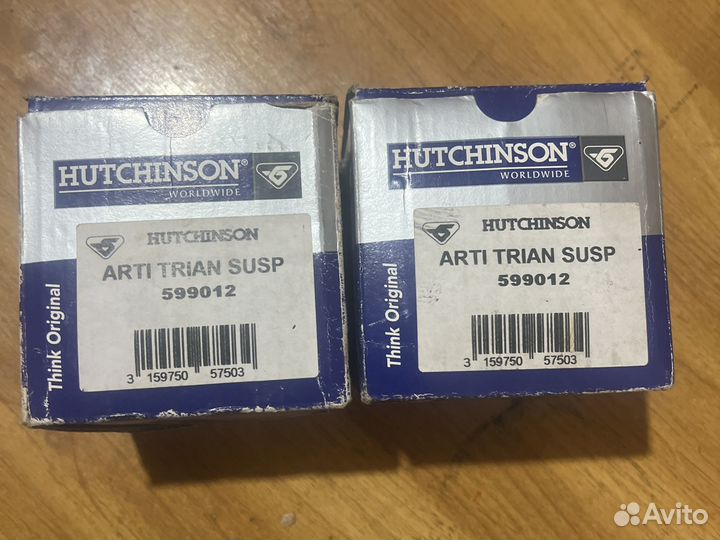 HUTCHINSON®
WORLDWIDE
HUTCHINSON
ARTI TRIAN SUSP
599012
3 159750 57503
Think Original
HUTCHINSON®
WORLDWIDE
HUTCHINSON
ARTI TRIAN SUSP
599012
3 159750 57503
Think Original
Avito